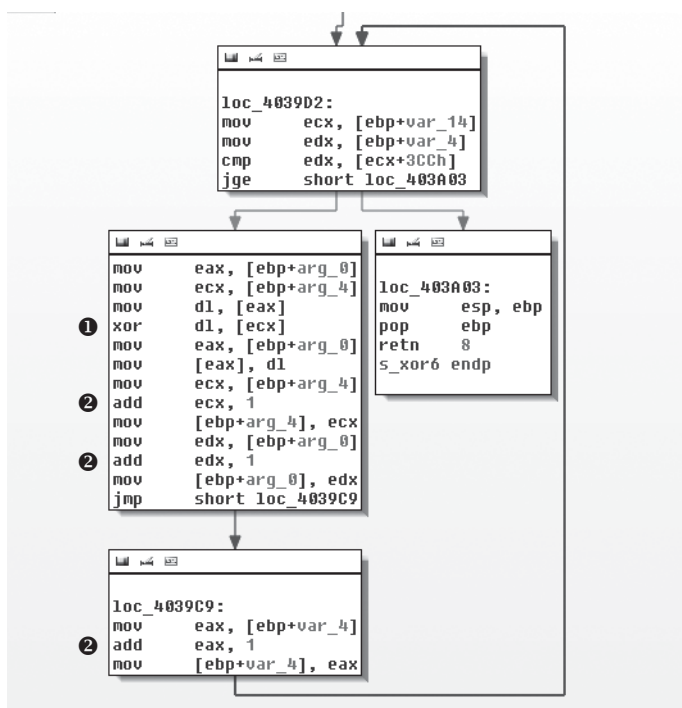 loc_4039D2:
mov ecx, [ebp+var_14]
mov edx, [ebp+var_4]
cmp edx, [ecx+3CCh]
jge short loc_403A03
mov eax, [ebp+arg_0]
mov ecx, [ebp+arg_4]
mov dl, [eax]
❶ xor dl, [ecx]
mov eax, [ebp+arg_0]
mov [eax], dl
mov ecx, [ebp+arg_4]
❷ add ecx, 1
mov [ebp+arg_4], ecx
mov edx, [ebp+arg_0]
❷ add edx, 1
mov [ebp+arg_0], edx
jmp short loc_4039C9
loc_403A03:
mov esp, ebp
pop ebp
retn 8
s_xor6 endp
loc_4039C9:
mov eax, [ebp+var_4]
❷ add eax, 1
mov [ebp+var_4], eax